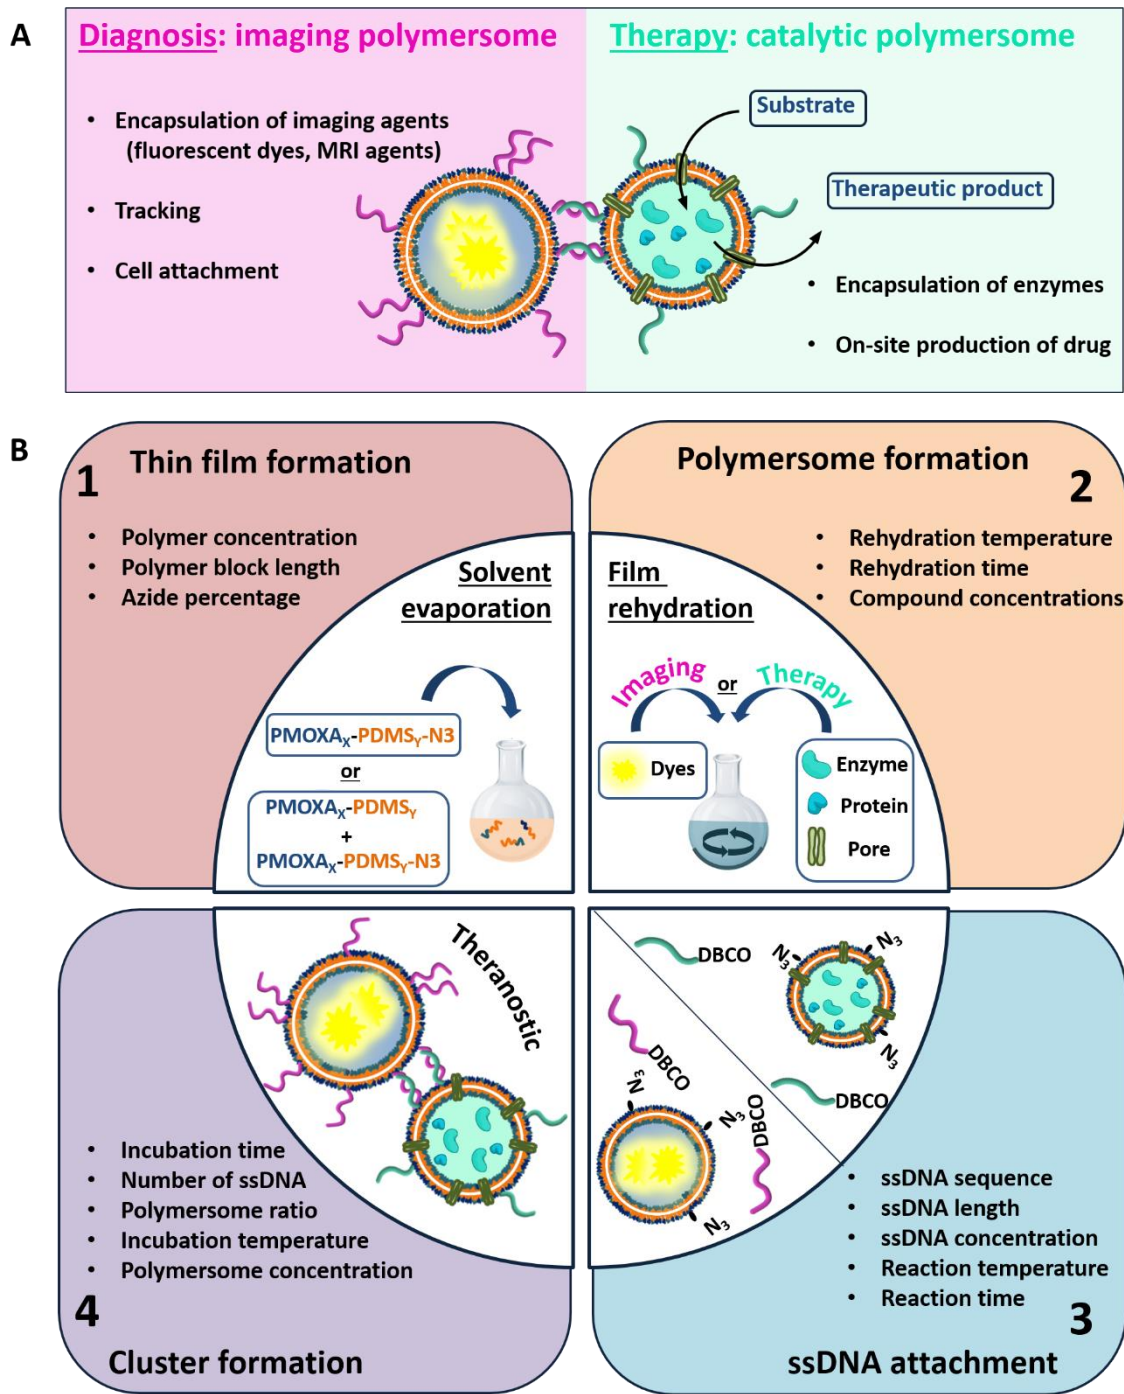 A
Diagnosis: imaging polymersome
• Encapsulation of imaging agents
(fluorescent dyes, MRI agents)
• Tracking
• Cell attachment
Therapy: catalytic polymersome
Substrate
Therapeutic product
• Encapsulation of enzymes
• On-site production of drug
B
1
Thin film formation
• Polymer concentration
• Polymer block length
• Azide percentage
Solvent
evaporation
PMOXAX-PDMSY-N3
or
PMOXAX-PDMSY
+
PMOXAX-PDMSY-N3
Polymersome formation
2
• Rehydration temperature
• Rehydration time
• Compound concentrations
Film
rehydration
Imaging
or
Therapy
Dyes
Enzyme
Protein
Pore
Theranostic
• Incubation time
• Number of ssDNA
• Polymersome ratio
• Incubation temperature
• Polymersome concentration
4
Cluster formation
DBCO
N3
N3
N3
DBCO
DBCO
N3
N3
DBCO
N3
• ssDNA sequence
• ssDNA length
• ssDNA concentration
• Reaction temperature
• Reaction time
3
ssDNA attachment